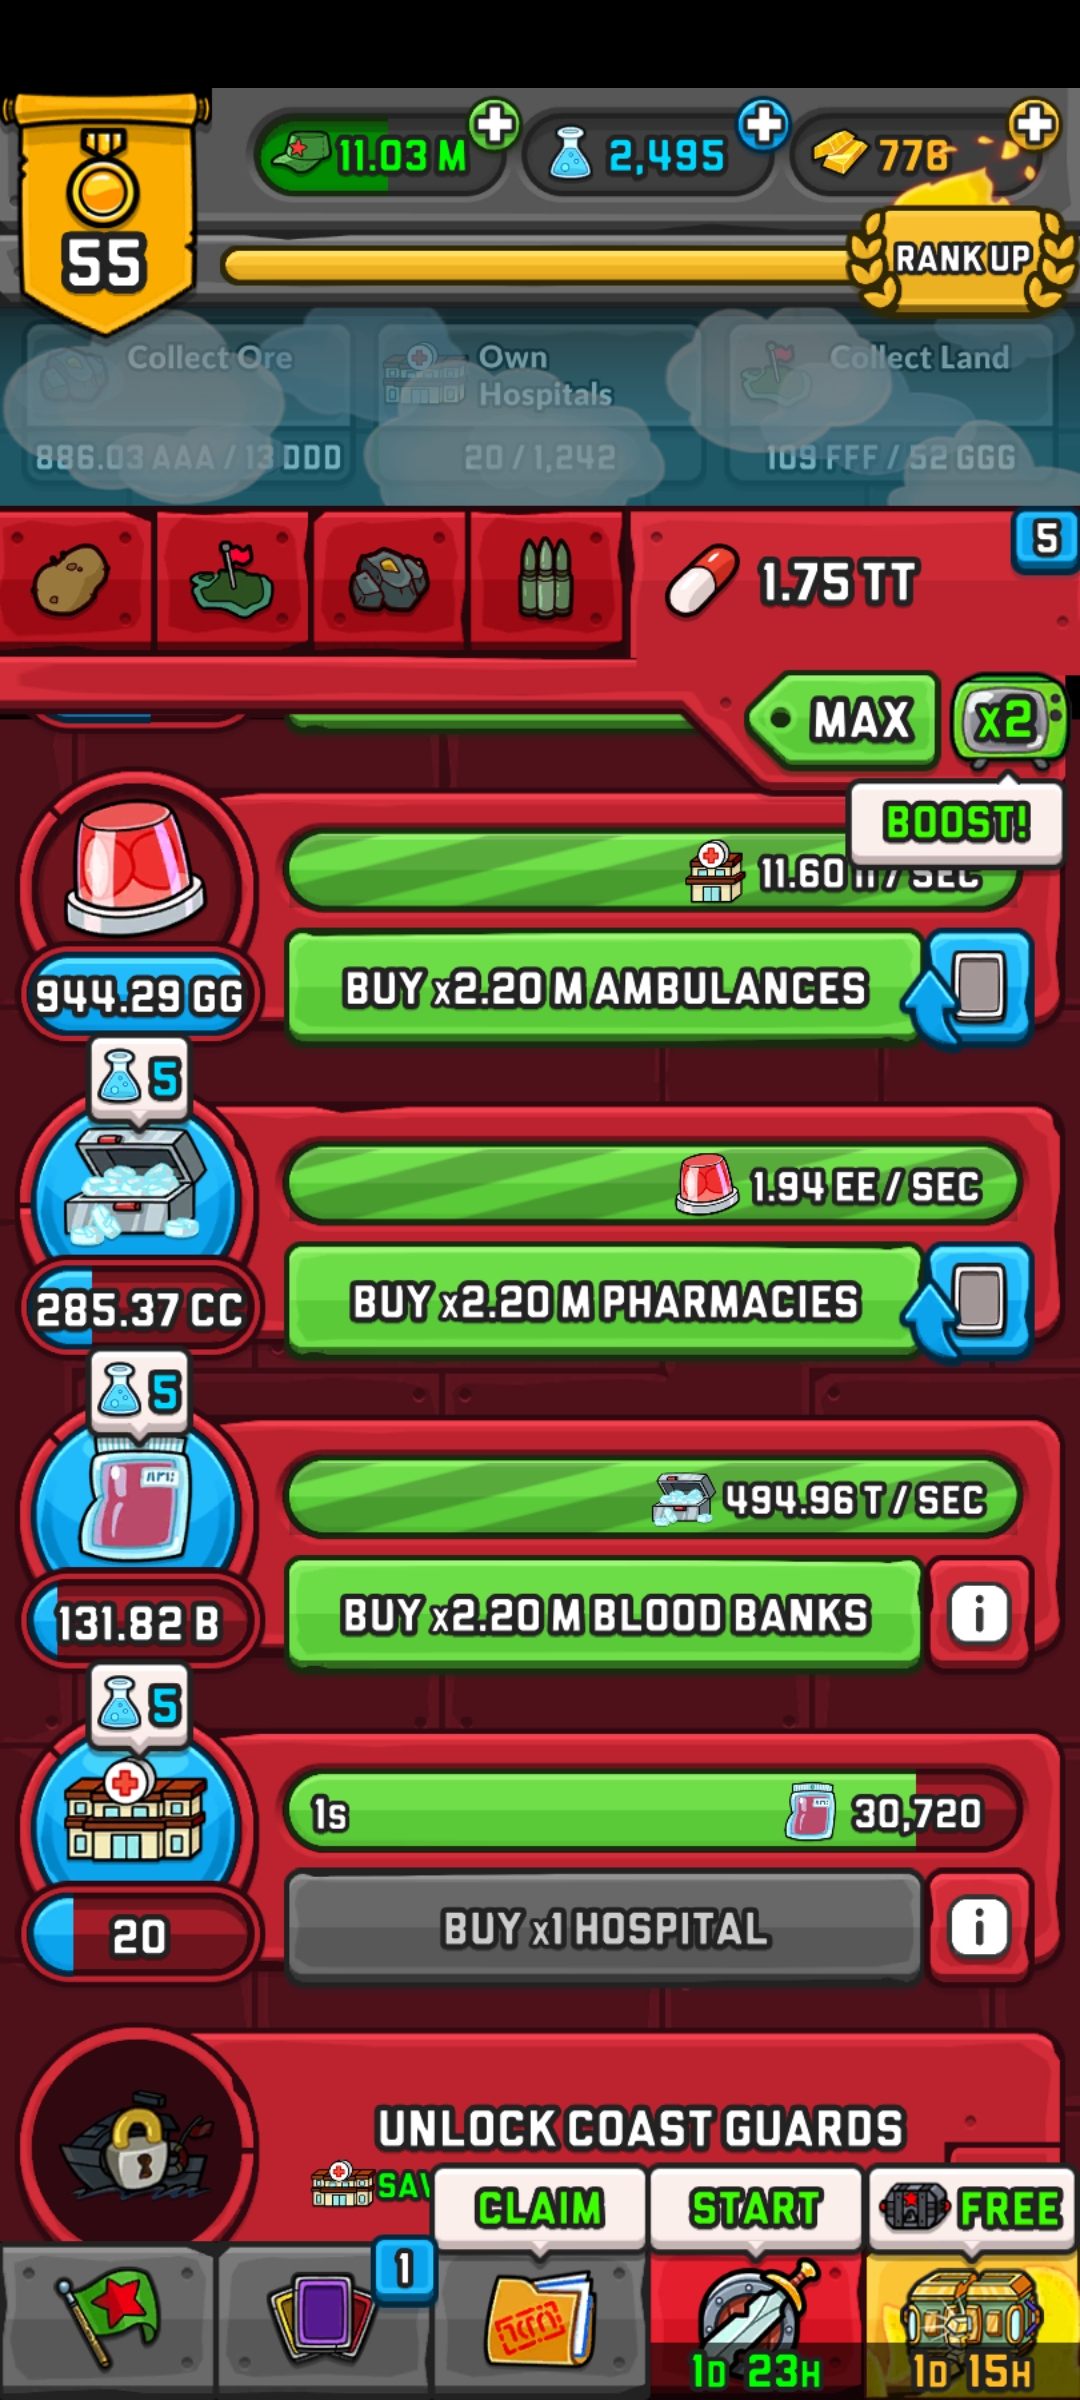 55
11.03 M
2,495
778
RANK UP
Collect Ore
886.03 AAA / 13 DDD
Own
Hospitals
20 / 1,242
Collect Land
109 FFF / 52 GGG
1.75 TT
5
MAX
x2
BOOST!
11.60
/ SEC
944.29 GG
BUY x2.20 M AMBULANCES
5
1.94 EE / SEC
285.37 CC
BUY x2.20 M PHARMACIES
5
494.96 T / SEC
131.82 B
BUY x2.20 M BLOOD BANKS
5
1s
30,720
20
BUY x1 HOSPITAL
UNLOCK COAST GUARDS
CLAIM
START
FREE
1
1D 23H
1D 15H